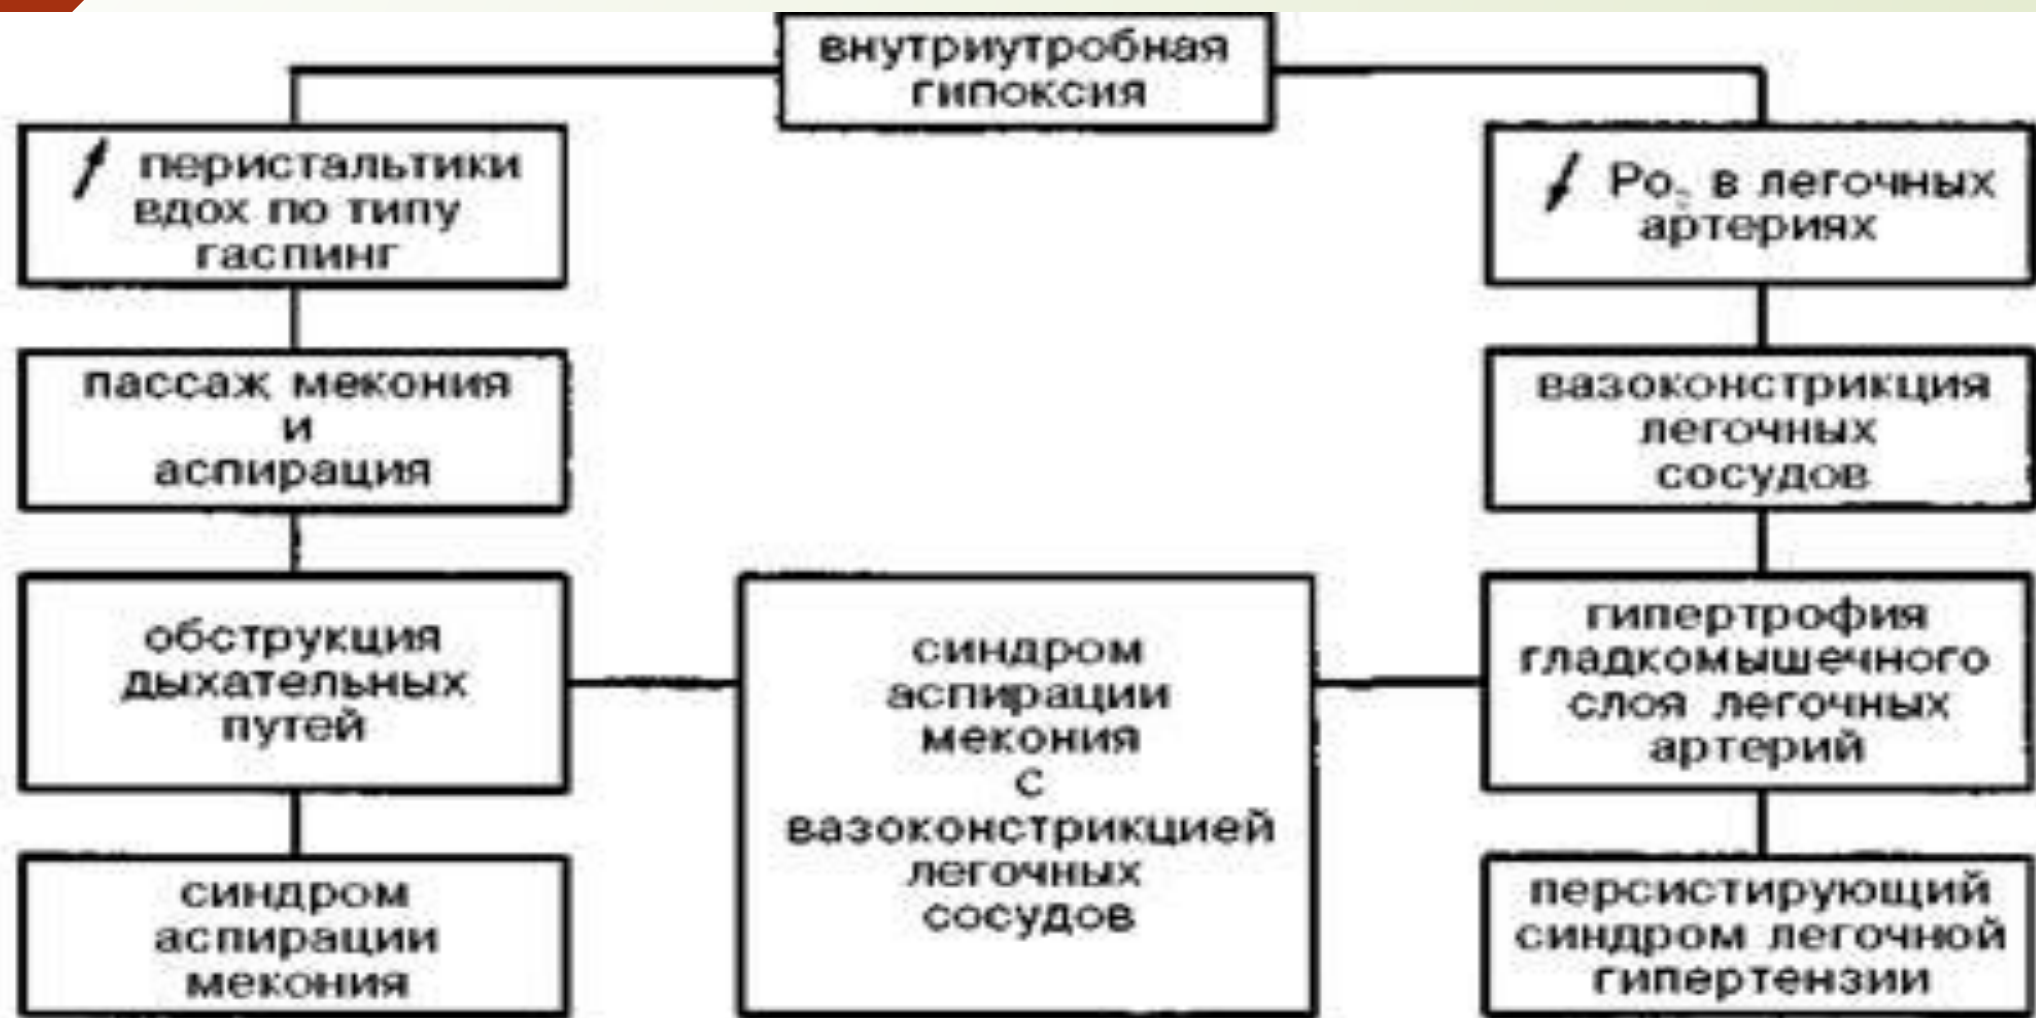 внутриутробная
гипоксия
↗ перистальтики
вдох по типу
гаспинг
пассаж мекония
и
аспирация
обструкция
дыхательных
путей
синдром
аспирации
мекония
синдром
аспирации
мекония
с
вазоконстрикцией
легочных
сосудов
↙ Po₂ в легочных
артериях
вазоконстрикция
легочных
сосудов
гипертрофия
гладкомышечного
слоя легочных
артерий
персистирующий
синдром легочной
гипертензии